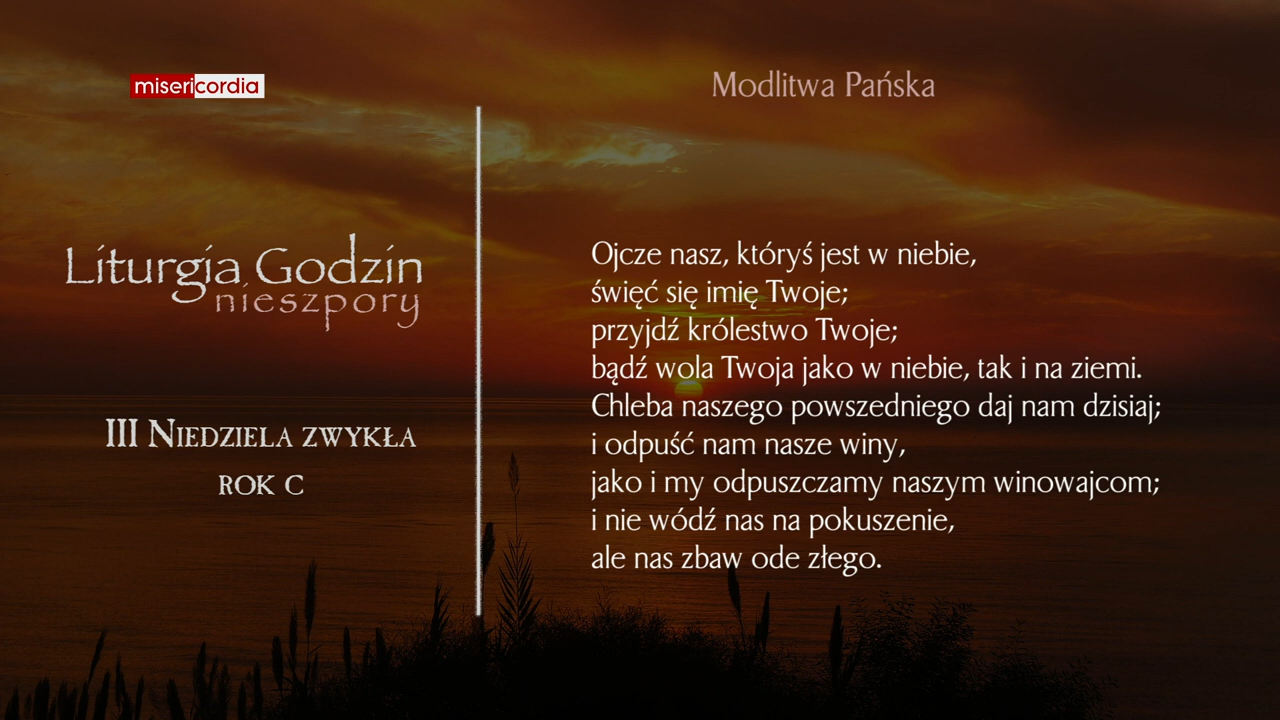 misericordia
Liturgia Godzin
nieszpory
III Niedziela zwykła
rok C
Modlitwa Pańska
Ojcze nasz, któryś jest w niebie,
święć się imię Twoje;
przyjdź królestwo Twoje;
bądź wola Twoja jako w niebie, tak i na ziemi.
Chleba naszego powszedniego daj nam dzisiaj;
i odpuść nam nasze winy,
jako i my odpuszczamy naszym winowajcom;
i nie wódź nas na pokuszenie,
ale nas zbaw ode złego.